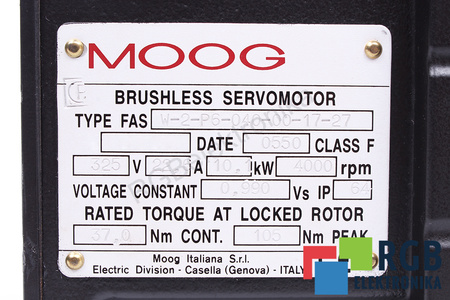 MOOG
CE
BRUSHLESS SERVOMOTOR
TYPE FAS W-2-P6-04 -17-27
DATE 0550 CLASS F
325 V A kW 4000 rpm
VOLTAGE CONSTANT 0.990 Vs IP 64
RATED TORQUE AT LOCKED ROTOR
37.0 Nm CONT. 105 Nm PEAK
Moog Italiana S.r.l.
Electric Division - Casella (Genova) - ITALY
RGB
ELEKTRONIKA